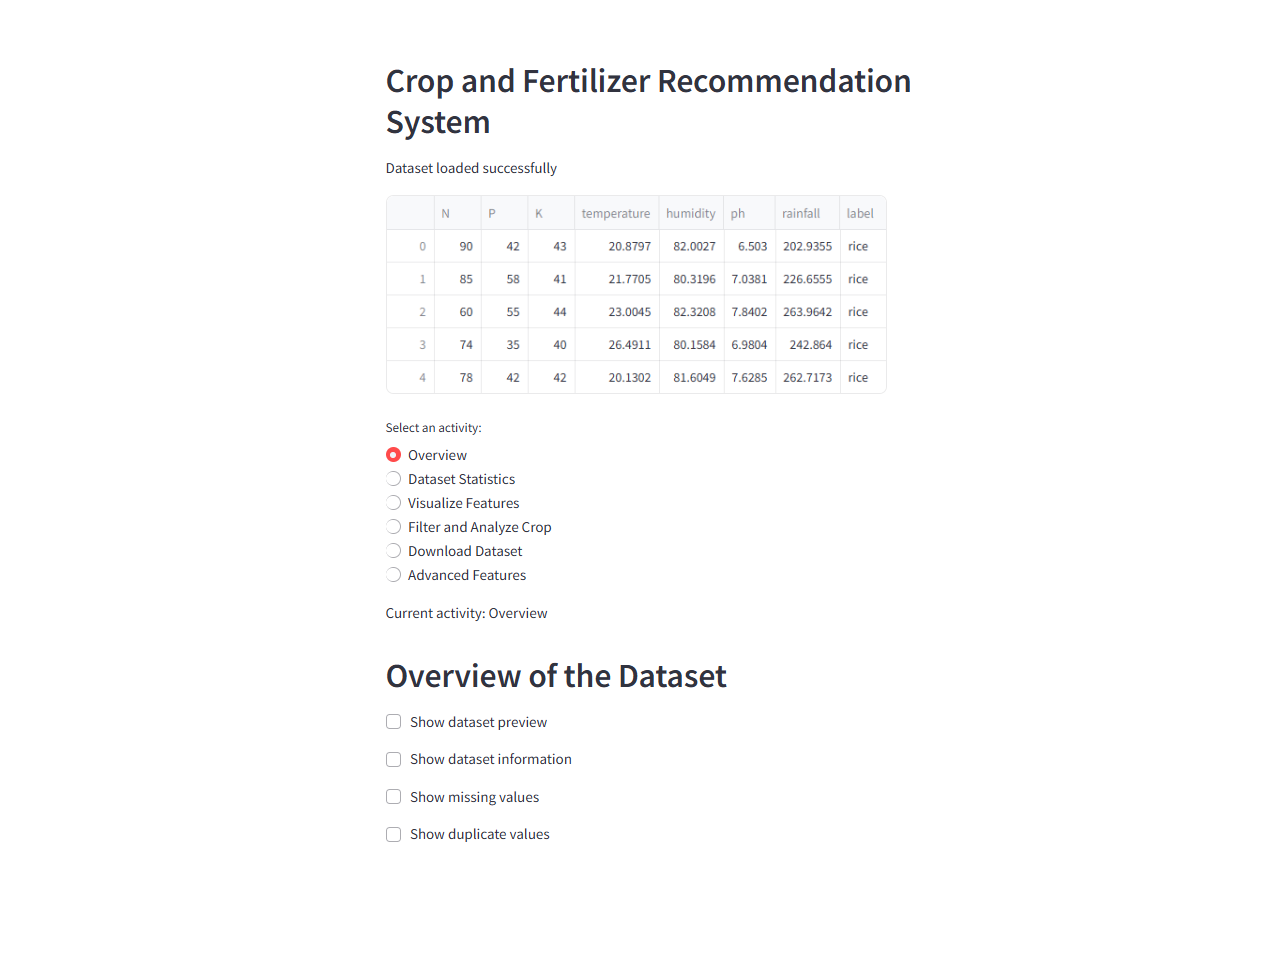 Crop and Fertilizer Recommendation
System
Dataset loaded successfully
N P K temperature humidity ph rainfall label
0 90 42 43 20.8797 82.0027 6.503 202.9355 rice
1 85 58 41 21.7705 80.3196 7.0381 226.6555 rice
2 60 55 44 23.0045 82.3208 7.8402 263.9642 rice
3 74 35 40 26.4911 80.1584 6.9804 242.864 rice
4 78 42 42 20.1302 81.6049 7.6285 262.7173 rice
Select an activity:
Overview
Dataset Statistics
Visualize Features
Filter and Analyze Crop
Download Dataset
Advanced Features
Current activity: Overview
Overview of the Dataset
Show dataset preview
Show dataset information
Show missing values
Show duplicate values